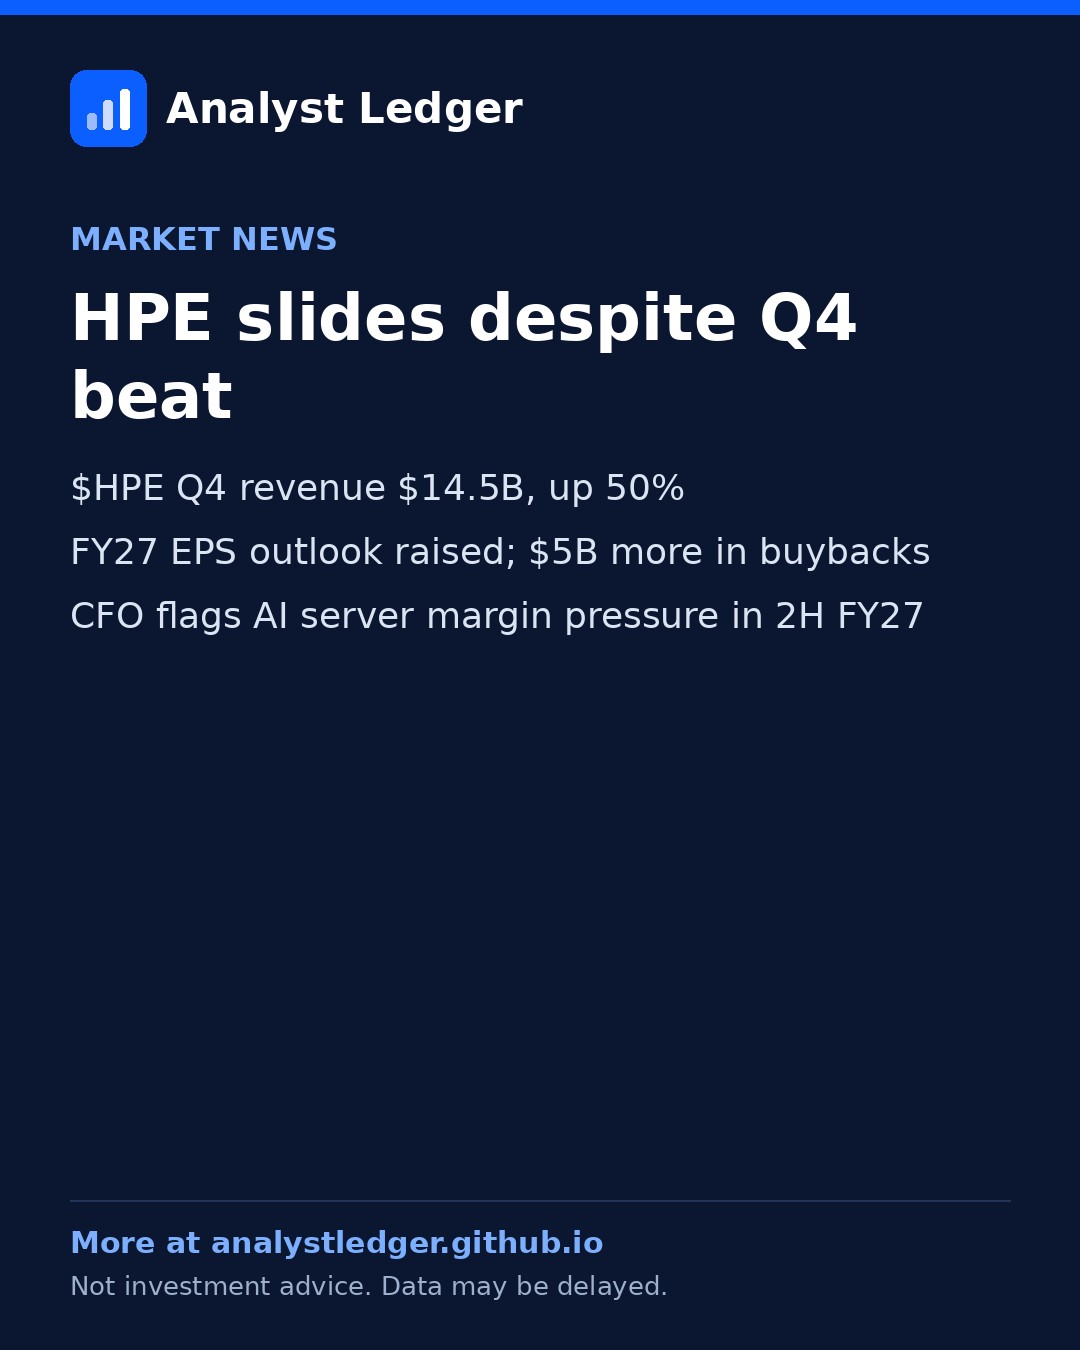 Analyst Ledger
MARKET NEWS
HPE slides despite Q4
beat
$HPE Q4 revenue $14.5B, up 50%
FY27 EPS outlook raised; $5B more in buybacks
CFO flags AI server margin pressure in 2H FY27
More at analystledger.github.io
Not investment advice. Data may be delayed.